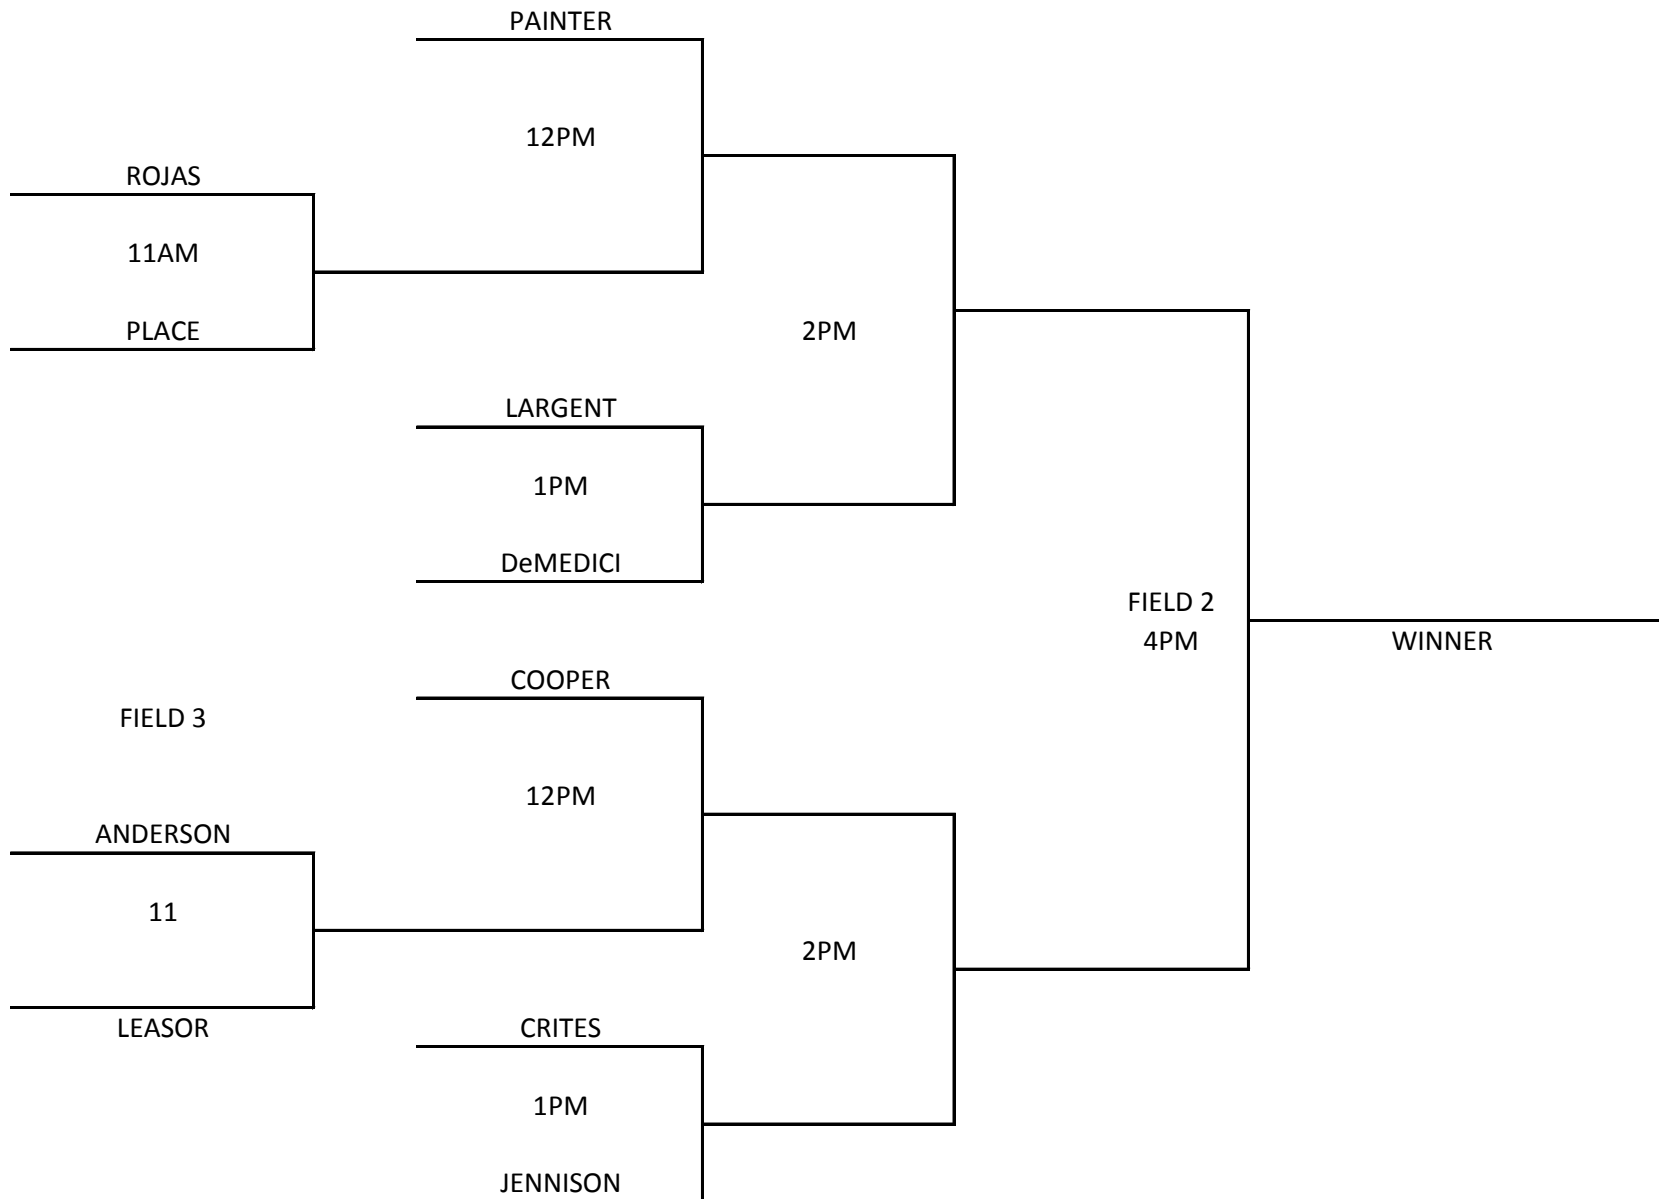 PAINTER
12PM
ROJAS
11AM
PLACE
2PM
LARGENT
1PM
DeMEDICI
FIELD 2
4PM
WINNER
COOPER
FIELD 3
12PM
ANDERSON
11
2PM
LEASOR
CRITES
1PM
JENNISON